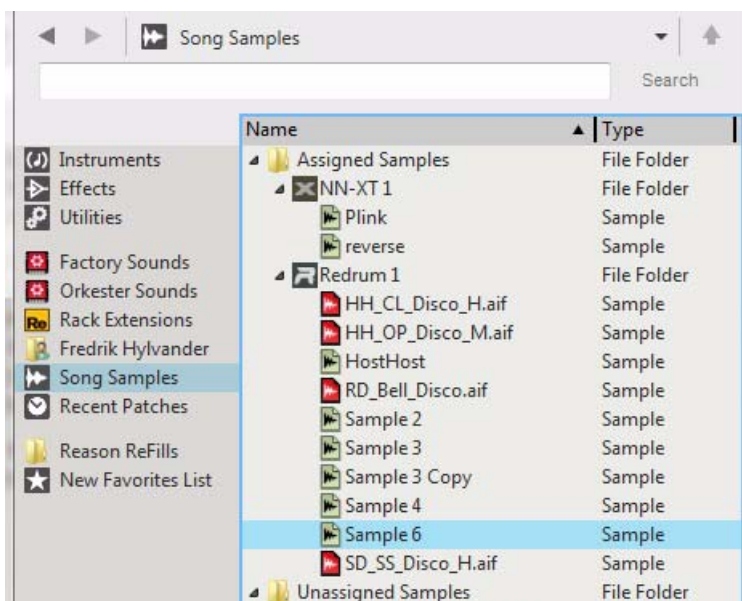 Song Samples
Search
Name Type
Instruments
Effects
Utilities
Factory Sounds
Orkester Sounds
Re Rack Extensions
Fredrik Hylvander
Song Samples
Recent Patches
Reason ReFills
New Favorites List
Assigned Samples File Folder
NN-XT 1 File Folder
Plink Sample
reverse Sample
Redrum 1 File Folder
HH_CL_Disco_H.aif Sample
HH_OP_Disco_M.aif Sample
HostHost Sample
RD_Bell_Disco.aif Sample
Sample 2 Sample
Sample 3 Sample
Sample 3 Copy Sample
Sample 4 Sample
Sample 6 Sample
SD_SS_Disco_H.aif Sample
Unassigned Samples File Folder